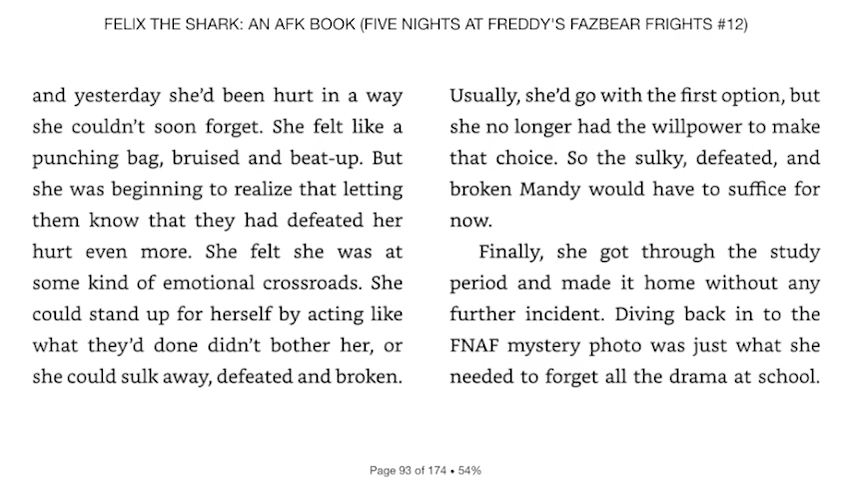 FELIX THE SHARK: AN AFK BOOK (FIVE NIGHTS AT FREDDY'S FAZBEAR FRIGHTS #12)
and yesterday she’d been hurt in a way
she couldn’t soon forget. She felt like a
punching bag, bruised and beat-up. But
she was beginning to realize that letting
them know that they had defeated her
hurt even more. She felt she was at
some kind of emotional crossroads. She
could stand up for herself by acting like
what they’d done didn’t bother her, or
she could sulk away, defeated and broken.
Usually, she’d go with the first option, but
she no longer had the willpower to make
that choice. So the sulky, defeated, and
broken Mandy would have to suffice for
now.
Finally, she got through the study
period and made it home without any
further incident. Diving back in to the
FNAF mystery photo was just what she
needed to forget all the drama at school.
Page 93 of 174 • 54%